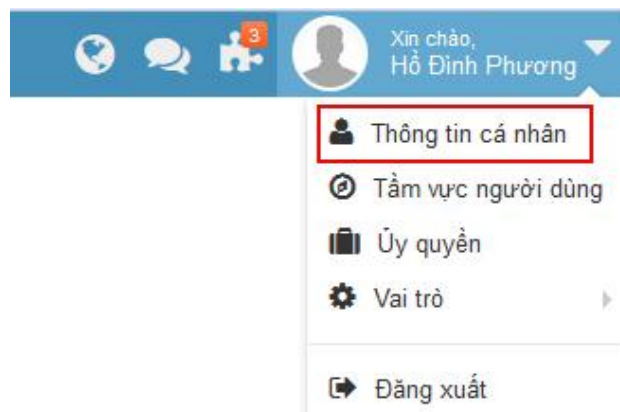 3
Xin chào,
Hồ Đình Phương
Thông tin cá nhân
Tầm vực người dùng
Ủy quyền
Vai trò
Đăng xuất